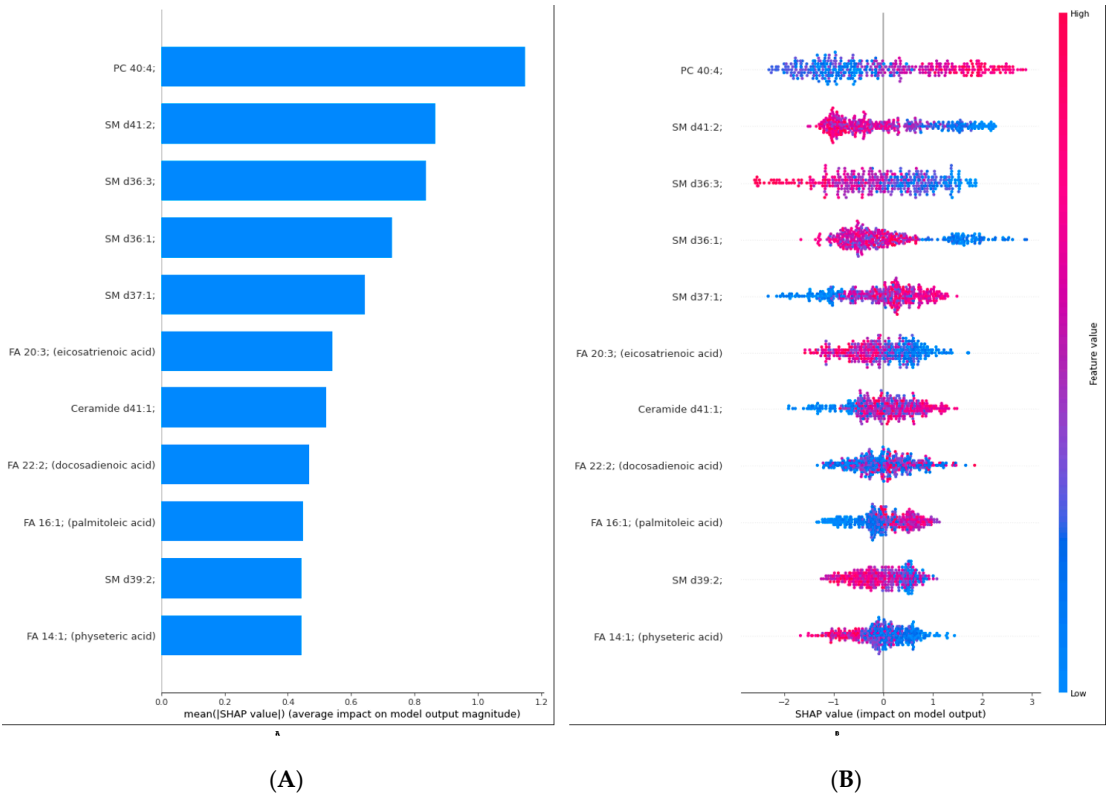 PC 40:4;
SM d41:2;
SM d36:3;
SM d36:1;
SM d37:1;
FA 20:3; (eicosatrienoic acid)
Ceramide d41:1;
FA 22:2; (docosadienoic acid)
FA 16:1; (palmitoleic acid)
SM d39:2;
FA 14:1; (physeteric acid)
0.0 0.2 0.4 0.6 0.8 1.0 1.2
mean(|SHAP value|) (average impact on model output magnitude)
A
(A)
PC 40:4;
SM d41:2;
SM d36:3;
SM d36:1;
SM d37:1;
FA 20:3; (eicosatrienoic acid)
Ceramide d41:1;
FA 22:2; (docosadienoic acid)
FA 16:1; (palmitoleic acid)
SM d39:2;
FA 14:1; (physeteric acid)
−2 −1 0 1 2 3
SHAP value (impact on model output)
High
Feature value
Low
B
(B)